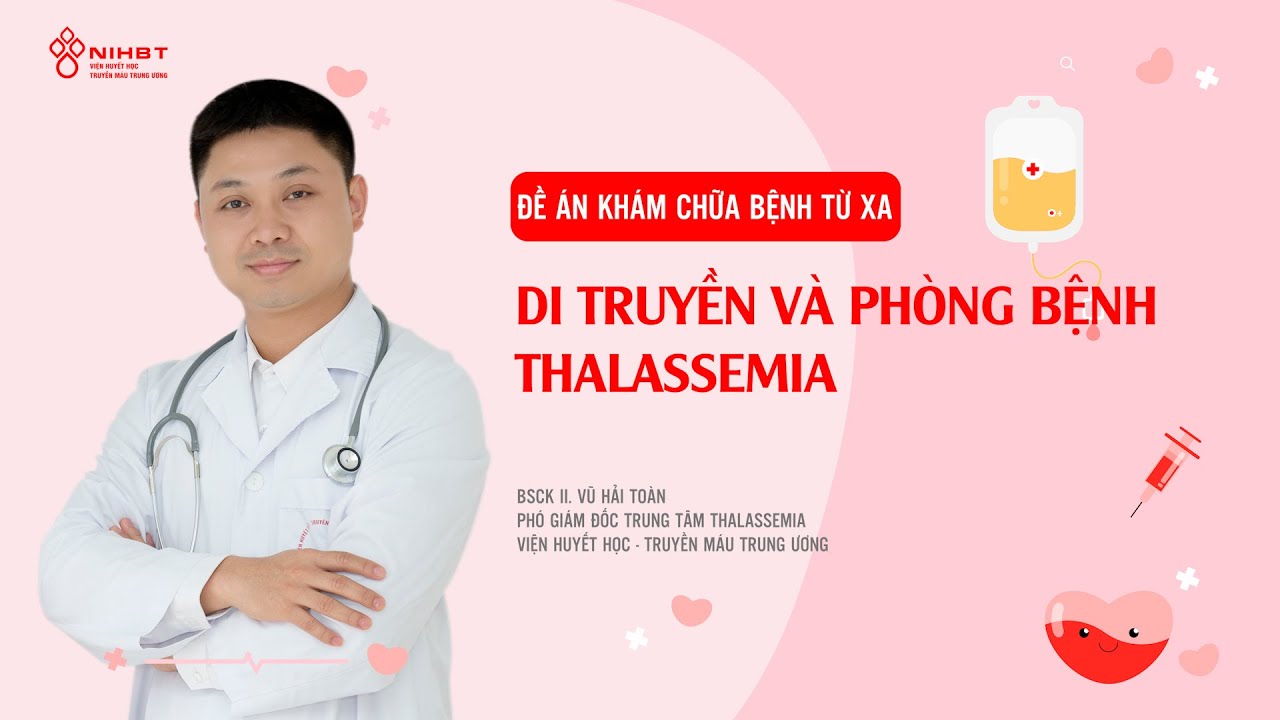 NIHBT
VIỆN HUYẾT HỌC
TRUYỀN MÁU TRUNG ƯƠNG
ĐỀ ÁN KHÁM CHỮA BỆNH TỪ XA
DI TRUYỀN VÀ PHÒNG BỆNH
THALASSEMIA
BSCK II. VŨ HẢI TOÀN
PHÓ GIÁM ĐỐC TRUNG TÂM THALASSEMIA
VIỆN HUYẾT HỌC - TRUYỀN MÁU TRUNG ƯƠNG